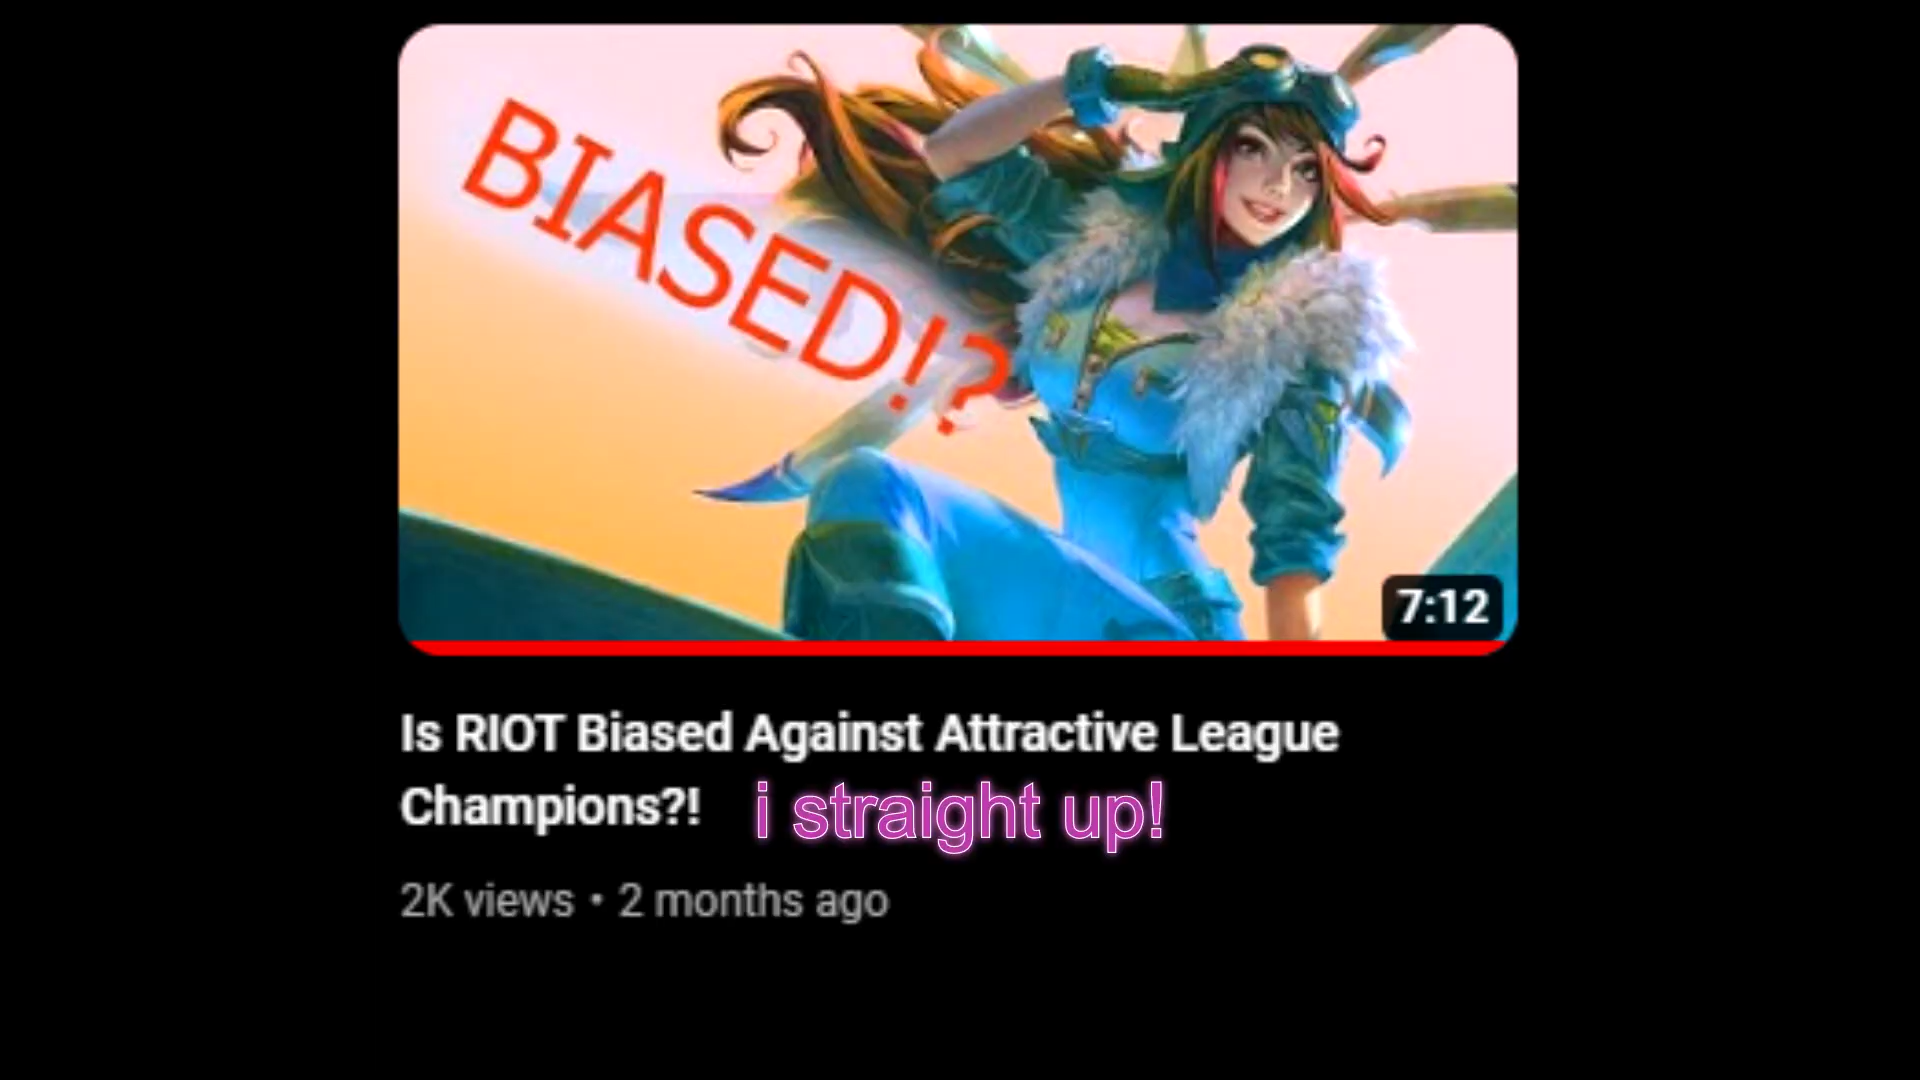 BIASED!?
7:12
Is RIOT Biased Against Attractive League
Champions?! i straight up!
2K views • 2 months ago